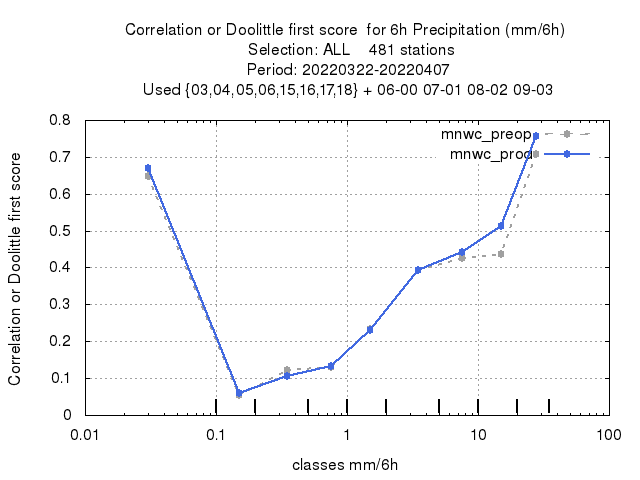 Correlation or Doolittle first score  for 6h Precipitation (mm/6h)
Selection: ALL    481 stations
Period: 20220322-20220407
Used {03,04,05,06,15,16,17,18} + 06-00 07-01 08-02 09-03
Correlation or Doolittle first score
0.8
0.7
0.6
0.5
0.4
0.3
0.2
0.1
0
mnwc_preop
mnwc_prod
0.01
0.1
1
10
100
classes mm/6h